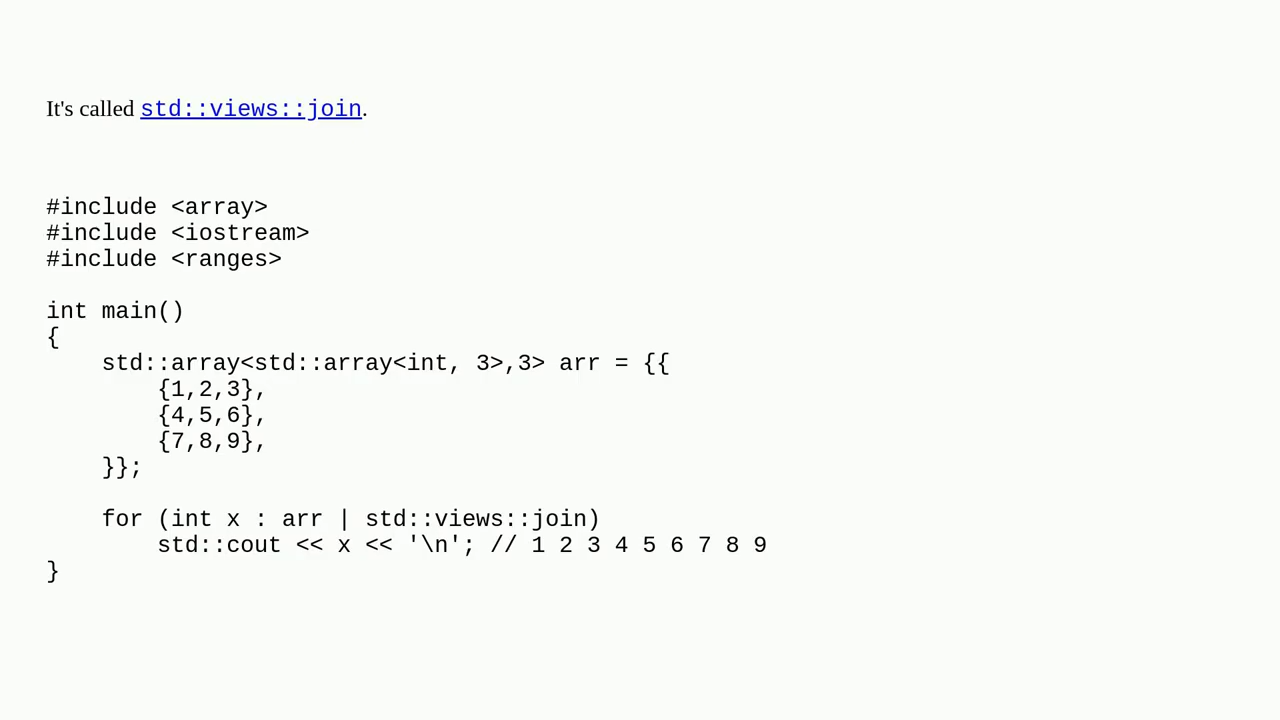 It's called std::views::join.
#include <array>
#include <iostream>
#include <ranges>
int main()
{
    std::array<std::array<int, 3>,3> arr = {{
        {1,2,3},
        {4,5,6},
        {7,8,9},
    }};
    for (int x : arr | std::views::join)
        std::cout << x << '\n'; // 1 2 3 4 5 6 7 8 9
}